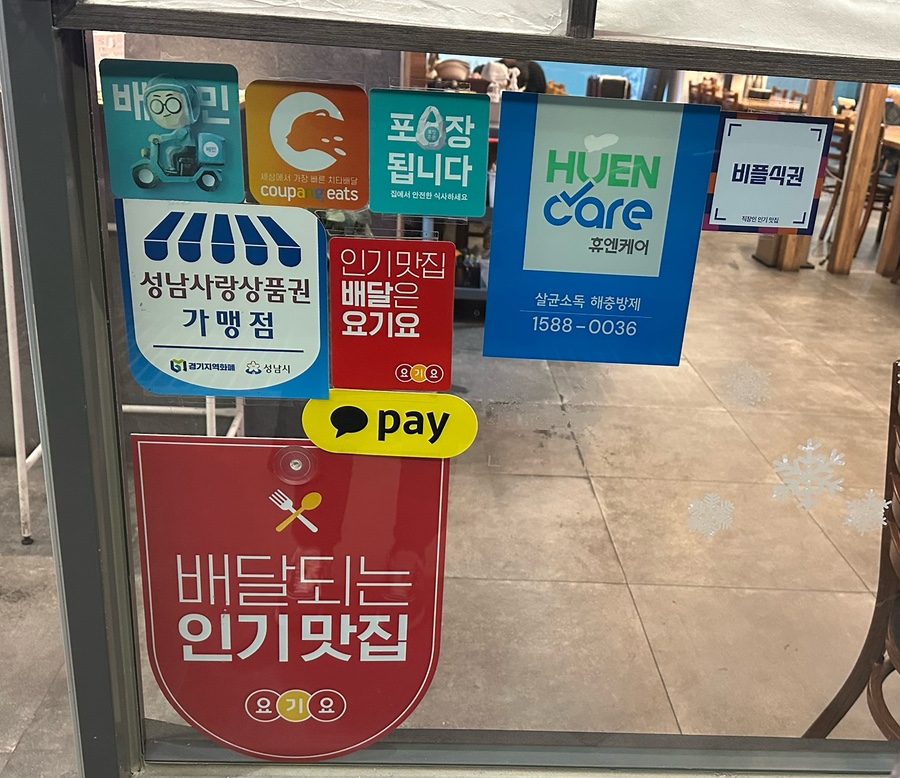 배 민
세상에서 가장 빠른 치타배달
coupang eats
포장
됩니다
집에서 안전한 식사하세요
HUEN
Care
휴엔케어
살균소독 해충방제
1588-0036
비플식권
직장인 인기 맛집
성남사랑상품권
가맹점
경기지역화폐 성남시
인기맛집
배달은
요기요
요기요
pay
배달되는
인기맛집
요기요